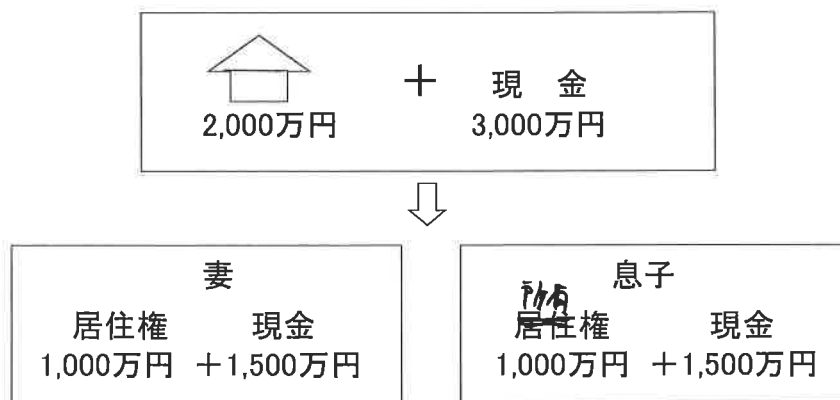 + 現 金
2,000万円 3,000万円
妻
居住権 現金
1,000万円 +1,500万円
息子
所有
居住権 現金
1,000万円 +1,500万円